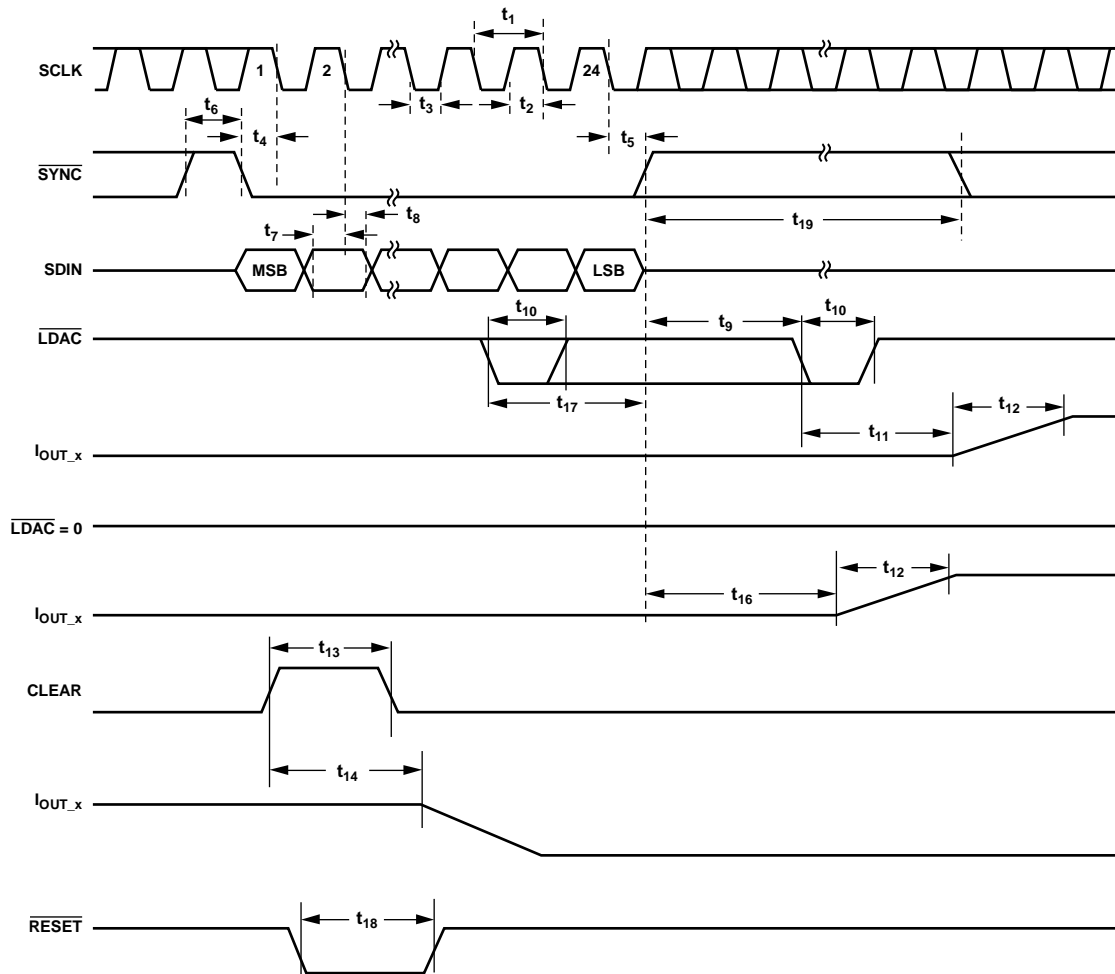 t1
SCLK
1
2
24
t3
t2
t6
t4
t5
SYNC
t19
t8
t7
SDIN
MSB
LSB
t10
t9
t10
LDAC
t17
t12
t11
IOUT_x
LDAC = 0
t12
t16
IOUT_x
t13
CLEAR
t14
IOUT_x
t18
RESET